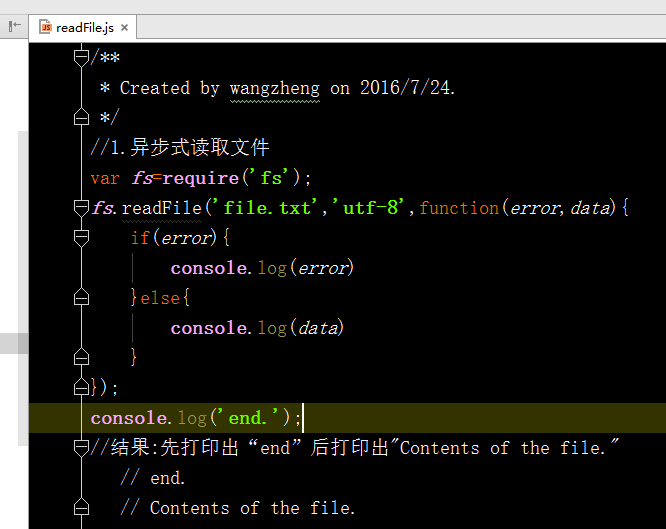 readFile.js
/**
* Created by wangzheng on 2016/7/24.
*/
//1.异步式读取文件
var fs=require('fs');
fs.readFile('file.txt','utf-8',function(error,data){
if(error){
console.log(error)
}else{
console.log(data)
}
});
console.log('end.');
//结果:先打印出“end”后打印出"Contents of the file."
// end.
// Contents of the file.